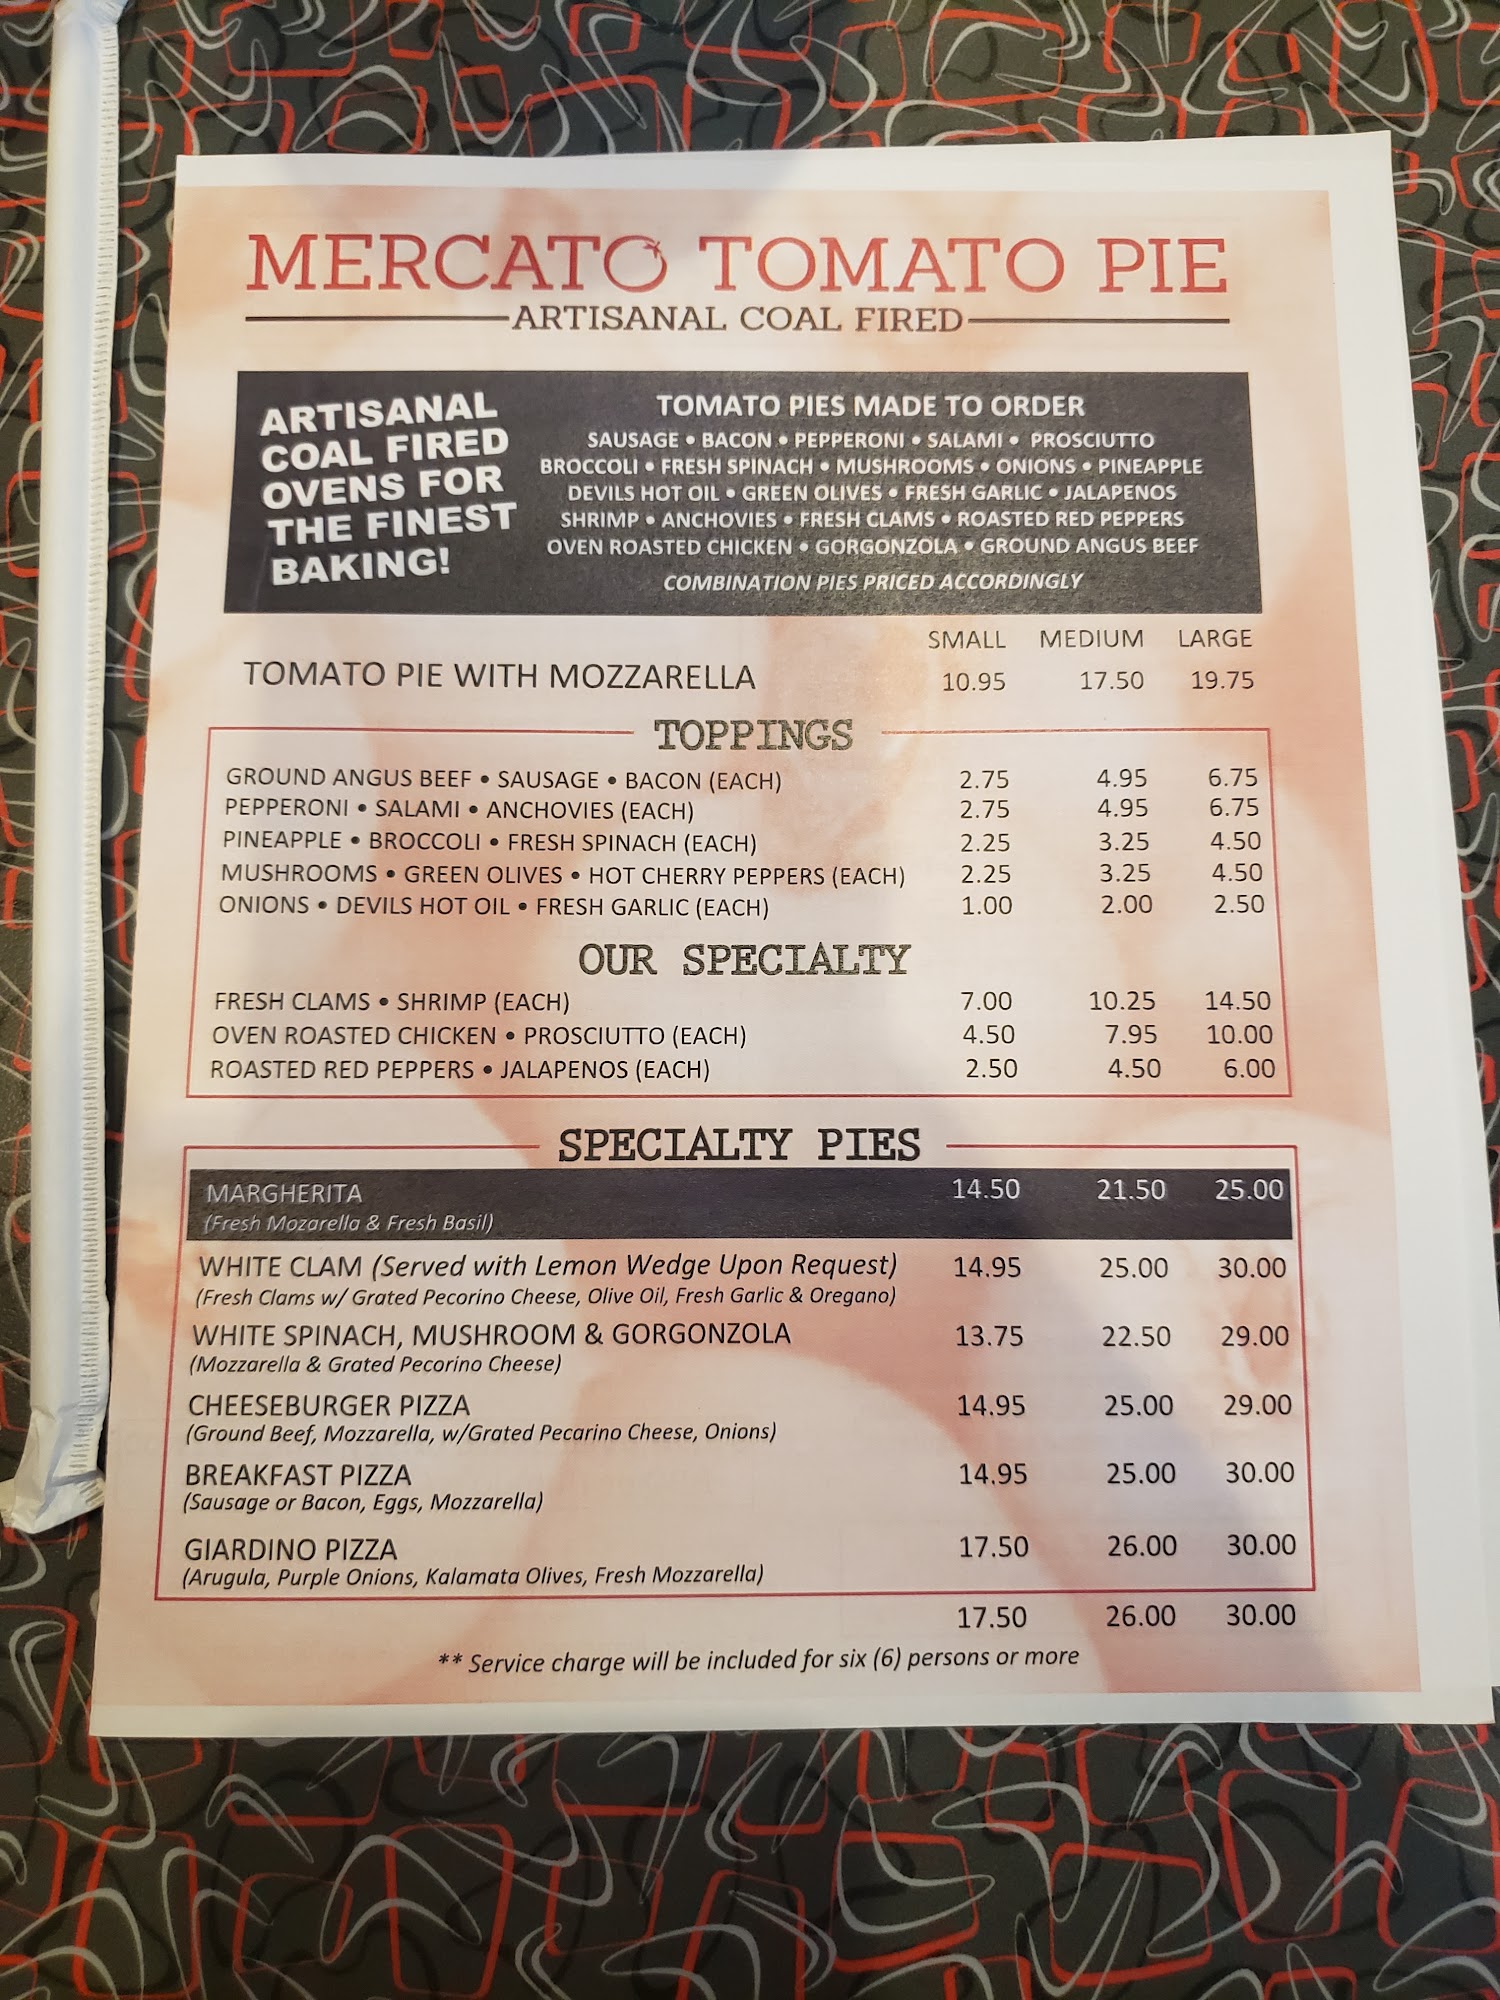 MERCATO TOMATO PIE
ARTISANAL COAL FIRED
ARTISANAL
COAL FIRED
OVENS FOR
THE FINEST
BAKING!
TOMATO PIES MADE TO ORDER
SAUSAGE • BACON • PEPPERONI • SALAMI • PROSCIUTTO
BROCCOLI • FRESH SPINACH • MUSHROOMS • ONIONS • PINEAPPLE
DEVILS HOT OIL • GREEN OLIVES • FRESH GARLIC • JALAPENOS
SHRIMP • ANCHOVIES • FRESH CLAMS • ROASTED RED PEPPERS
OVEN ROASTED CHICKEN • GORGONZOLA • GROUND ANGUS BEEF
COMBINATION PIES PRICED ACCORDINGLY
SMALL MEDIUM LARGE
TOMATO PIE WITH MOZZARELLA 10.95 17.50 19.75
TOPPINGS
GROUND ANGUS BEEF • SAUSAGE • BACON (EACH) 2.75 4.95 6.75
PEPPERONI • SALAMI • ANCHOVIES (EACH) 2.75 4.95 6.75
PINEAPPLE • BROCCOLI • FRESH SPINACH (EACH) 2.25 3.25 4.50
MUSHROOMS • GREEN OLIVES • HOT CHERRY PEPPERS (EACH) 2.25 3.25 4.50
ONIONS • DEVILS HOT OIL • FRESH GARLIC (EACH) 1.00 2.00 2.50
OUR SPECIALTY
FRESH CLAMS • SHRIMP (EACH) 7.00 10.25 14.50
OVEN ROASTED CHICKEN • PROSCIUTTO (EACH) 4.50 7.95 10.00
ROASTED RED PEPPERS • JALAPENOS (EACH) 2.50 4.50 6.00
SPECIALTY PIES
MARGHERITA 14.50 21.50 25.00
(Fresh Mozarella & Fresh Basil)
WHITE CLAM (Served with Lemon Wedge Upon Request) 14.95 25.00 30.00
(Fresh Clams w/ Grated Pecorino Cheese, Olive Oil, Fresh Garlic & Oregano)
WHITE SPINACH, MUSHROOM & GORGONZOLA 13.75 22.50 29.00
(Mozzarella & Grated Pecorino Cheese)
CHEESEBURGER PIZZA 14.95 25.00 29.00
(Ground Beef, Mozzarella, w/Grated Pecarino Cheese, Onions)
BREAKFAST PIZZA 14.95 25.00 30.00
(Sausage or Bacon, Eggs, Mozzarella)
GIARDINO PIZZA 17.50 26.00 30.00
(Arugula, Purple Onions, Kalamata Olives, Fresh Mozzarella)
17.50 26.00 30.00
** Service charge will be included for six (6) persons or more